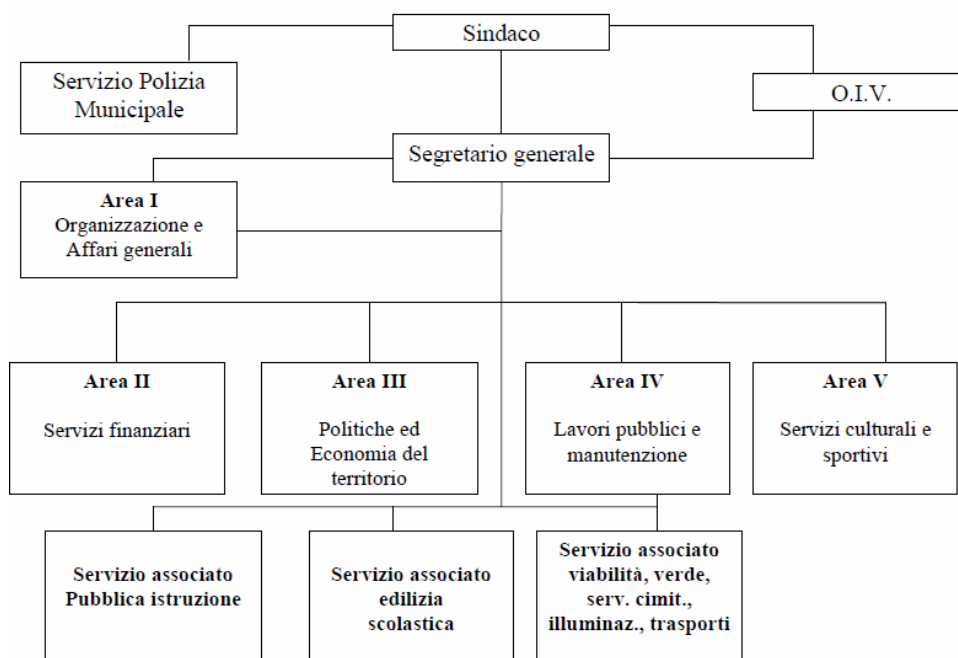 Sindaco
Servizio Polizia
Municipale
O.I.V.
Segretario generale
Area I
Organizzazione e
Affari generali
Area II
Servizi finanziari
Area III
Politiche ed
Economia del
territorio
Area IV
Lavori pubblici e
manutenzione
Area V
Servizi culturali e
sportivi
Servizio associato
Pubblica istruzione
Servizio associato
edilizia
scolastica
Servizio associato
viabilità, verde,
serv. cimit.,
illuminaz., trasporti